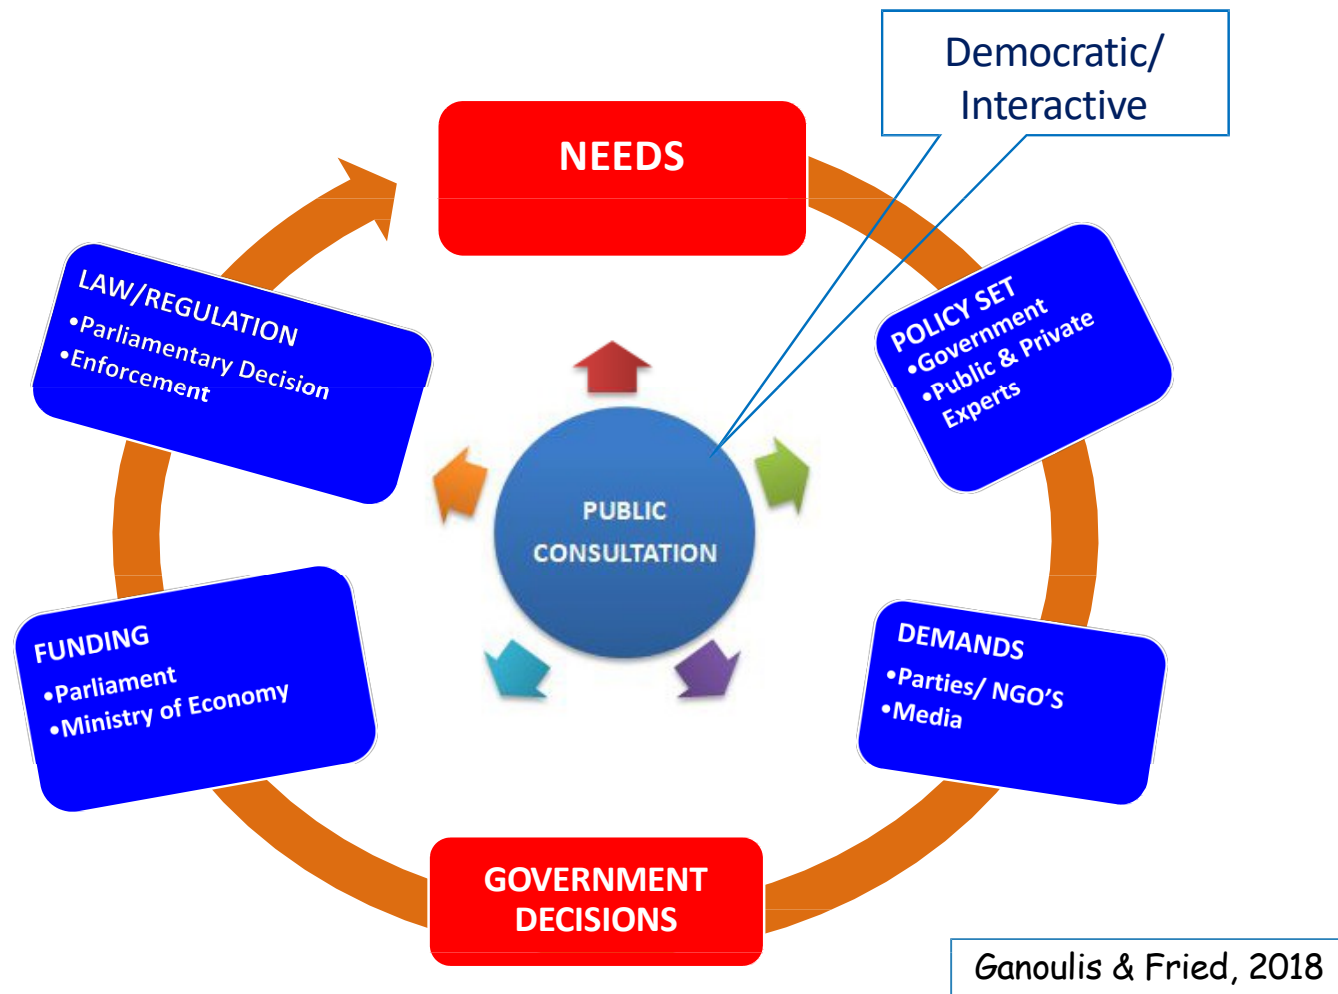 Democratic/
Interactive
NEEDS
POLICY SET
•Government
•Public & Private
Experts
LAW/REGULATION
•Parliamentary Decision
•Enforcement
PUBLIC
CONSULTATION
DEMANDS
•Parties/ NGO'S
•Media
FUNDING
•Parliament
•Ministry of Economy
GOVERNMENT
DECISIONS
Ganoulis & Fried, 2018